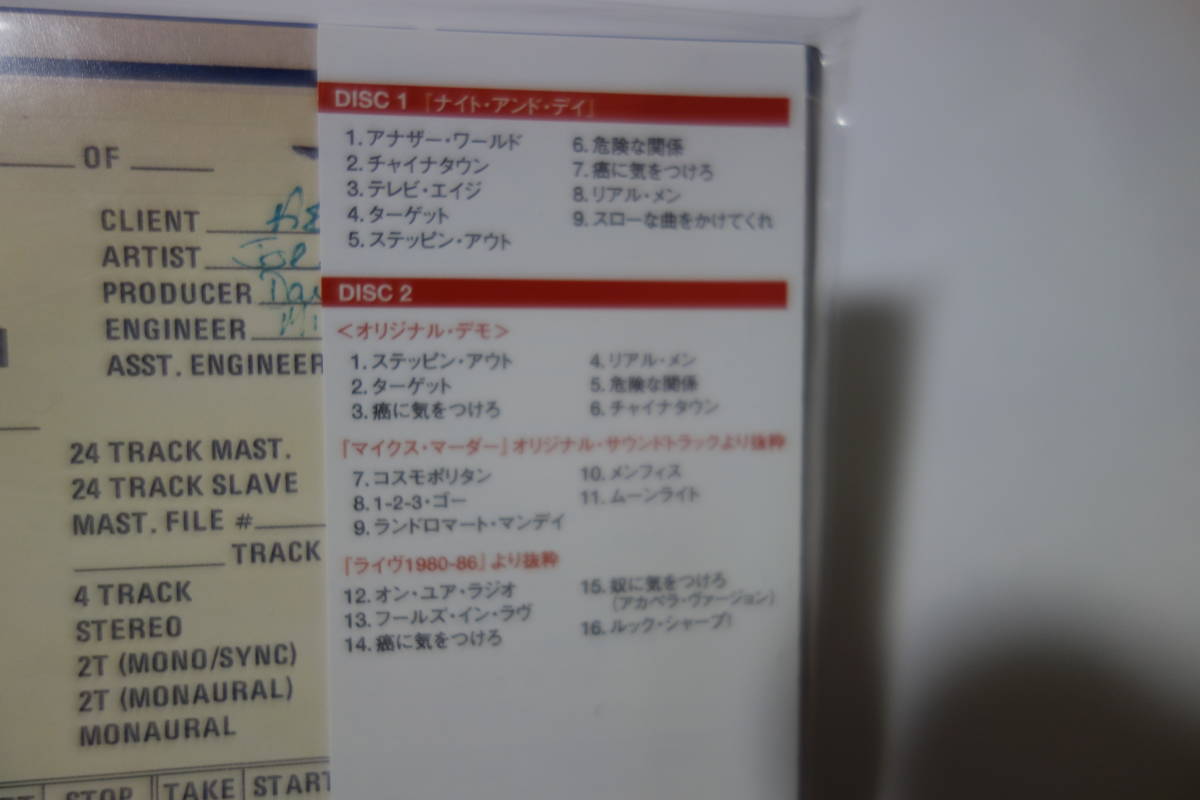 OF
CLIENT
ARTIST
PRODUCER
ENGINEER
ASST. ENGINEER
24 TRACK MAST.
24 TRACK SLAVE
MAST. FILE #
TRACK
4 TRACK
STEREO
2T (MONO/SYNC)
2T (MONAURAL)
MONAURAL
STOP
TAKE
START
DISC 1 『ナイト・アンド・デイ』
1. アナザー・ワールド
2. チャイナタウン
3. テレビ・エイジ
4. ターゲット
5. ステッピン・アウト
6. 危険な関係
7. 癌に気をつけろ
8. リアル・メン
9. スローな曲をかけてくれ
DISC 2
<オリジナル・デモ>
1. ステッピン・アウト
2. ターゲット
3. 癌に気をつけろ
4. リアル・メン
5. 危険な関係
6. チャイナタウン
『マイクス・マーダー』オリジナル・サウンドトラックより抜粋
7. コスモポリタン
8. 1-2-3・ゴー
9. ランドロマート・マンデイ
10. メンフィス
11. ムーンライト
『ライヴ1980-86』より抜粋
12. オン・ユア・ラジオ
13. フールズ・イン・ラヴ
14. 癌に気をつけろ
15. 奴に気をつけろ
(アカペラ・ヴァージョン)
16. ルック・シャープ!